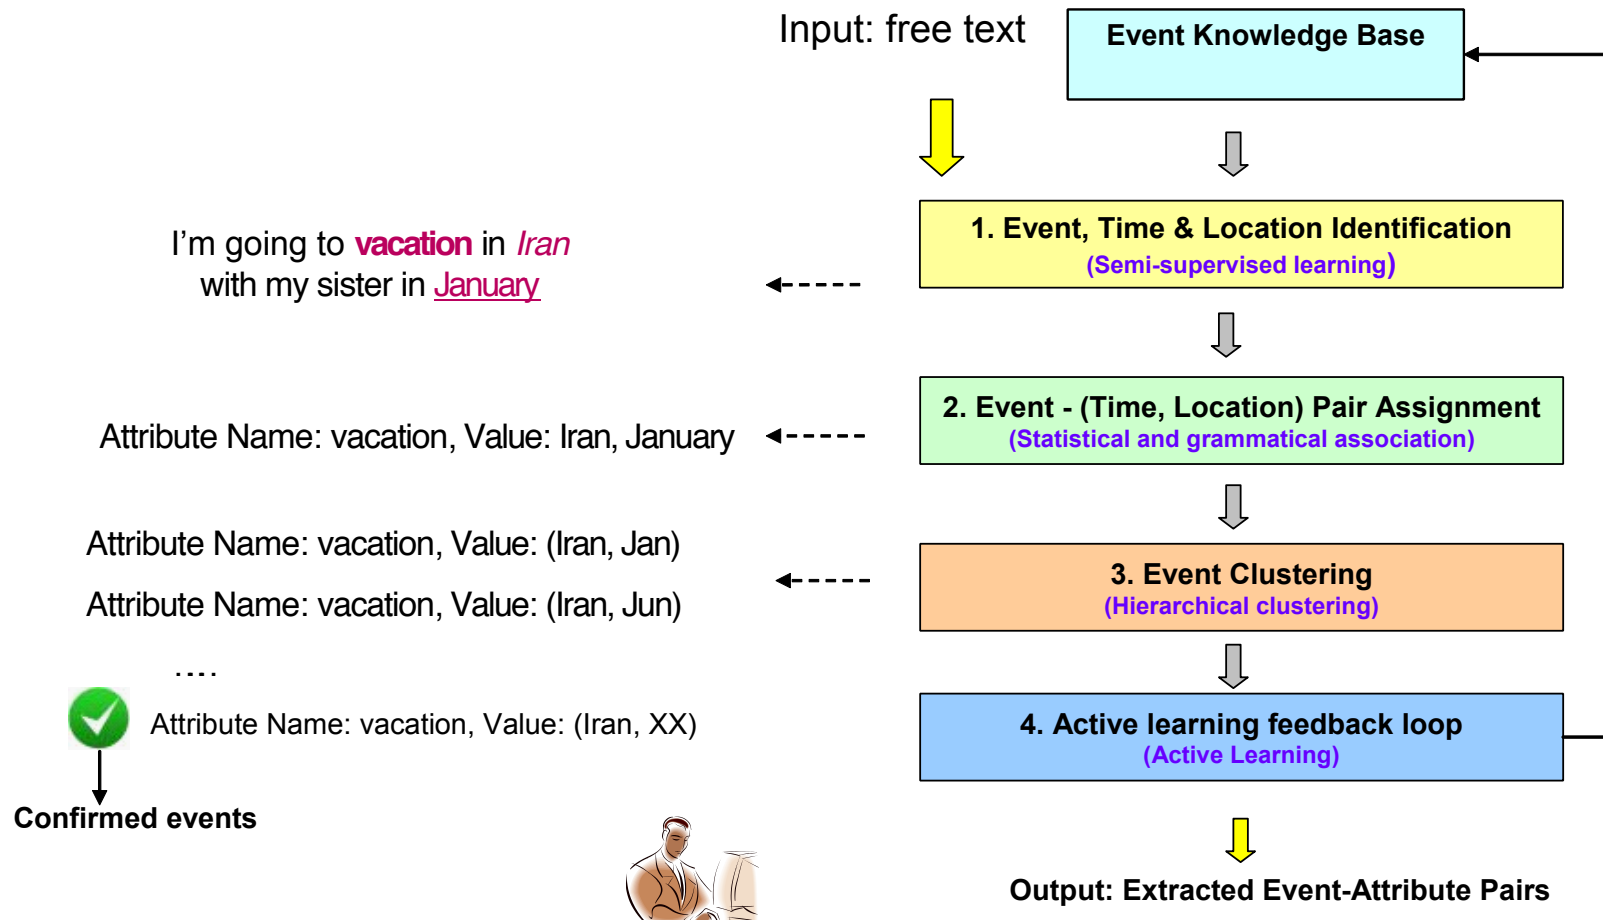 Input: free text
Event Knowledge Base
1. Event, Time & Location Identification
(Semi-supervised learning)
I'm going to vacation in Iran
with my sister in January
2. Event - (Time, Location) Pair Assignment
(Statistical and grammatical association)
Attribute Name: vacation, Value: Iran, January
3. Event Clustering
(Hierarchical clustering)
Attribute Name: vacation, Value: (Iran, Jan)
Attribute Name: vacation, Value: (Iran, Jun)
....
4. Active learning feedback loop
(Active Learning)
Attribute Name: vacation, Value: (Iran, XX)
Confirmed events
Output: Extracted Event-Attribute Pairs